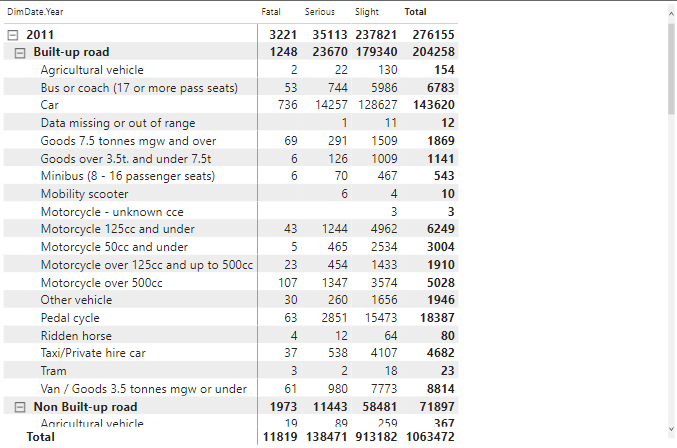 DimDate.Year Fatal Serious Slight Total
2011 3221 35113 237821 276155
Built-up road 1248 23670 179340 204258
Agricultural vehicle 2 22 130 154
Bus or coach (17 or more pass seats) 53 744 5986 6783
Car 736 14257 128627 143620
Data missing or out of range 1 11 12
Goods 7.5 tonnes mgw and over 69 291 1509 1869
Goods over 3.5t. and under 7.5t 6 126 1009 1141
Minibus (8 - 16 passenger seats) 6 70 467 543
Mobility scooter 6 4 10
Motorcycle - unknown cce 3 3
Motorcycle 125cc and under 43 1244 4962 6249
Motorcycle 50cc and under 5 465 2534 3004
Motorcycle over 125cc and up to 500cc 23 454 1433 1910
Motorcycle over 500cc 107 1347 3574 5028
Other vehicle 30 260 1656 1946
Pedal cycle 63 2851 15473 18387
Ridden horse 4 12 64 80
Taxi/Private hire car 37 538 4107 4682
Tram 3 2 18 23
Van / Goods 3.5 tonnes mgw or under 61 980 7773 8814
Non Built-up road 1973 11443 58481 71897
Agricultural vehicle 19 89 259 367
Total 11819 138471 913182 1063472